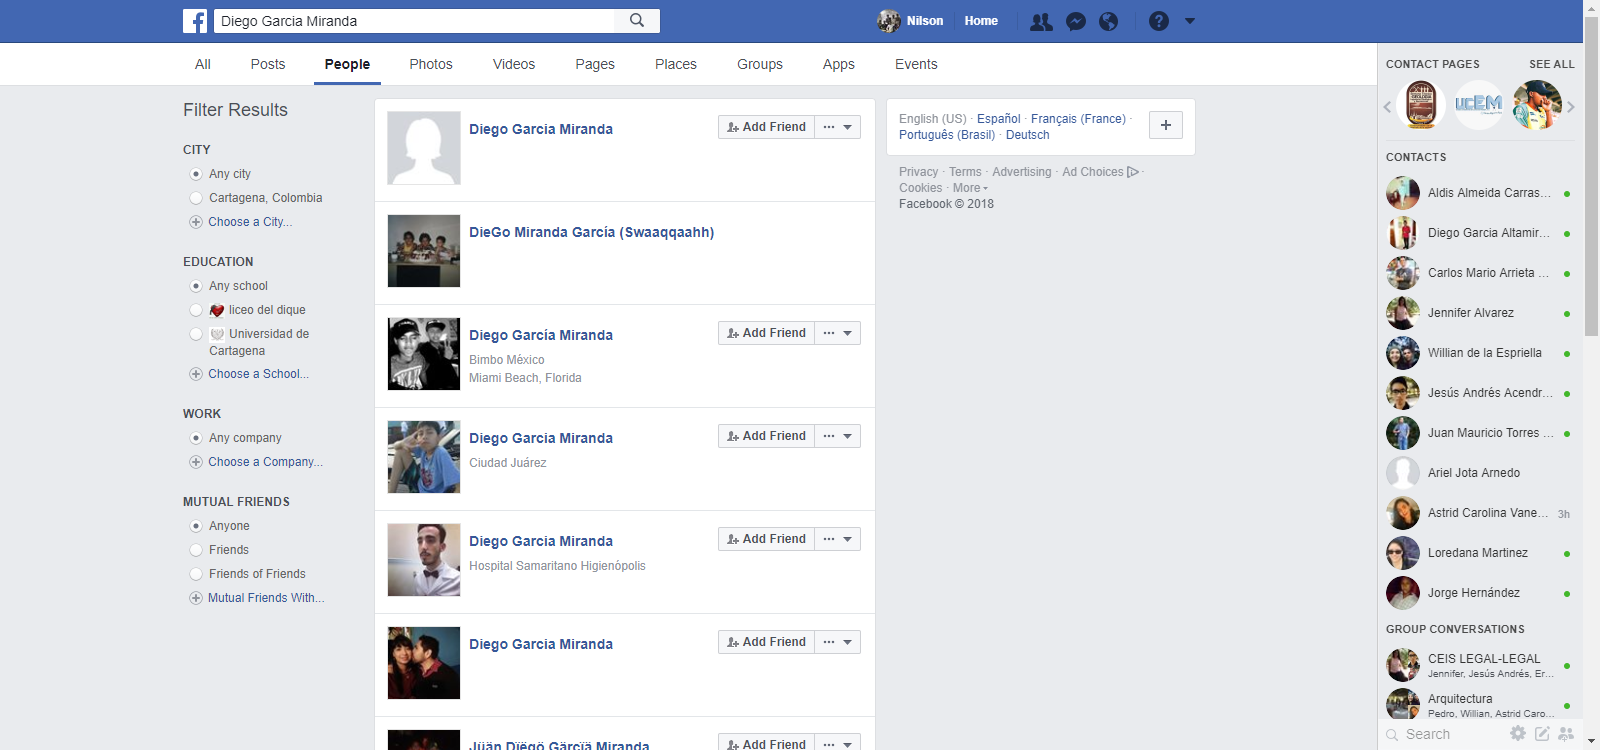 Diego Garcia Miranda
Nilson
Home
All
Posts
People
Photos
Videos
Pages
Places
Groups
Apps
Events
Filter Results
CITY
Any city
Cartagena, Colombia
Choose a City...
EDUCATION
Any school
liceo del dique
Universidad de
Cartagena
Choose a School...
WORK
Any company
Choose a Company...
MUTUAL FRIENDS
Anyone
Friends
Friends of Friends
Mutual Friends With...
Diego Garcia Miranda
Add Friend
DieGo Miranda García (Swaaqqaahh)
Diego García Miranda
Add Friend
Bimbo México
Miami Beach, Florida
Diego Garcia Miranda
Add Friend
Ciudad Juárez
Diego Garcia Miranda
Add Friend
Hospital Samaritano Higienópolis
Diego Garcia Miranda
Add Friend
Jüän Dïëgö Gärcïä Miranda
Add Friend
English (US) · Español · Français (France) ·
Português (Brasil) · Deutsch
Privacy · Terms · Advertising · Ad Choices ·
Cookies · More
Facebook © 2018
CONTACT PAGES
SEE ALL
UCEM
CONTACTS
Aldis Almeida Carras...
Diego Garcia Altamir...
Carlos Mario Arrieta ...
Jennifer Alvarez
Willian de la Espriella
Jesús Andrés Acendr...
Juan Mauricio Torres ...
Ariel Jota Arnedo
Astrid Carolina Vane...
3h
Loredana Martinez
Jorge Hernández
GROUP CONVERSATIONS
CEIS LEGAL-LEGAL
Jennifer, Jesús Andrés, Er...
Arquitectura
Pedro, Willian, Astrid Caro...
Search